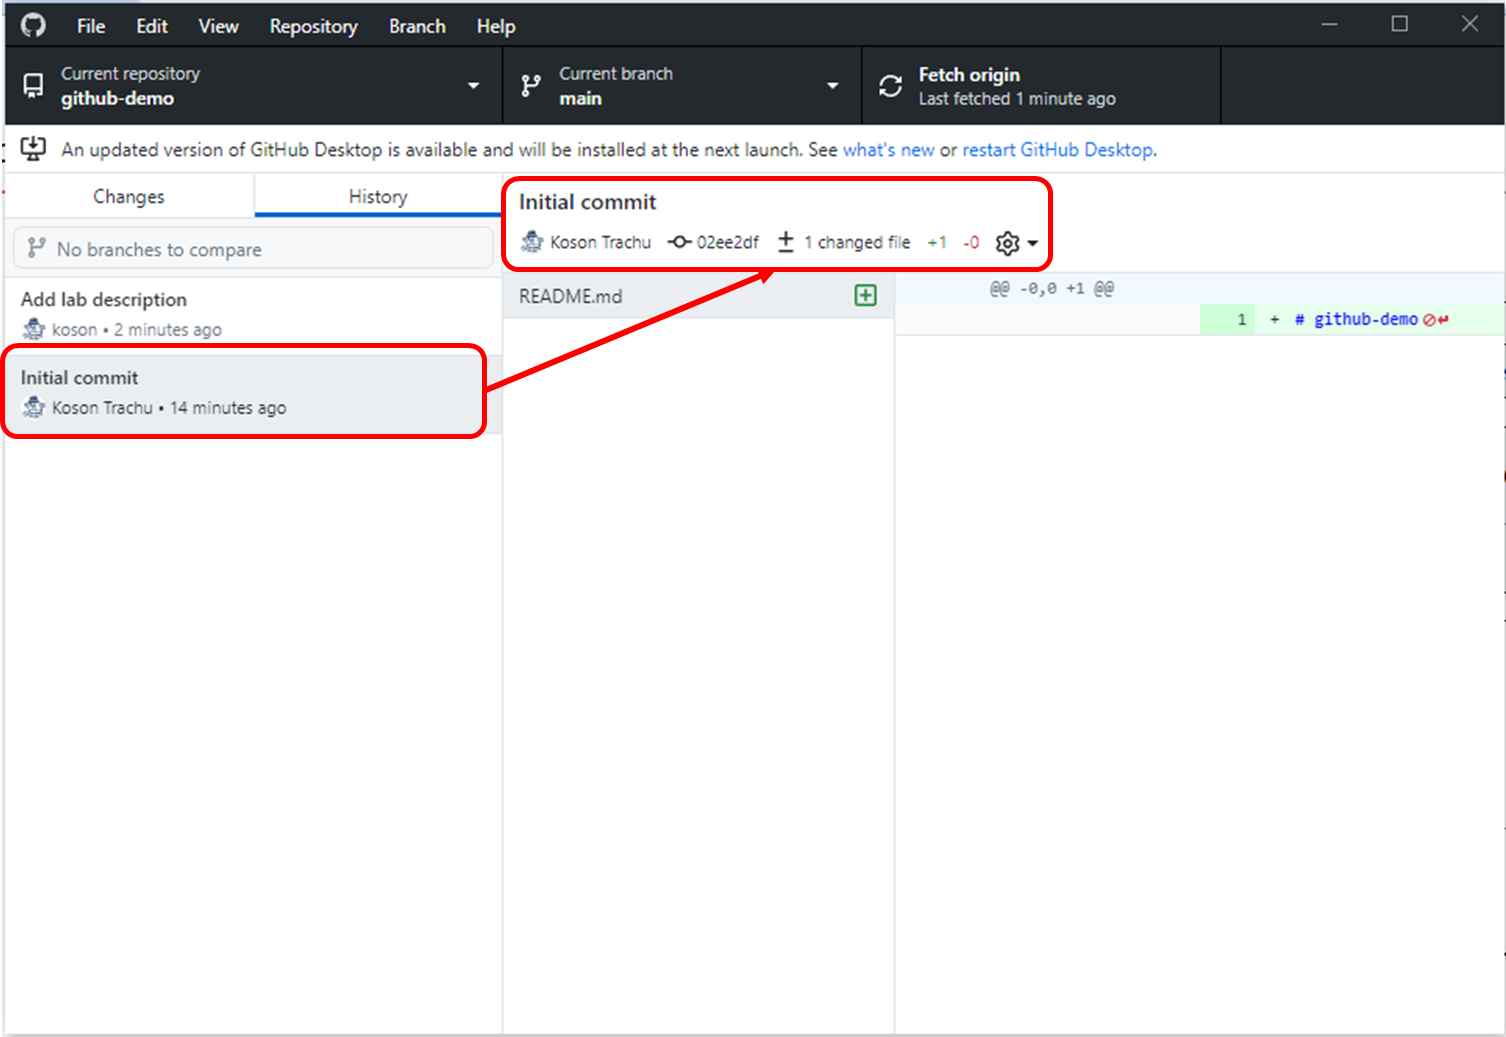 File Edit View Repository Branch Help
Current repository
github-demo
Current branch
main
Fetch origin
Last fetched 1 minute ago
An updated version of GitHub Desktop is available and will be installed at the next launch. See what's new or restart GitHub Desktop.
Changes
History
No branches to compare
Add lab description
koson • 2 minutes ago
Initial commit
Koson Trachu • 14 minutes ago
Initial commit
Koson Trachu 02ee2df 1 changed file +1 -0
README.md
@@ -0,0 +1 @@
1 + # github-demo